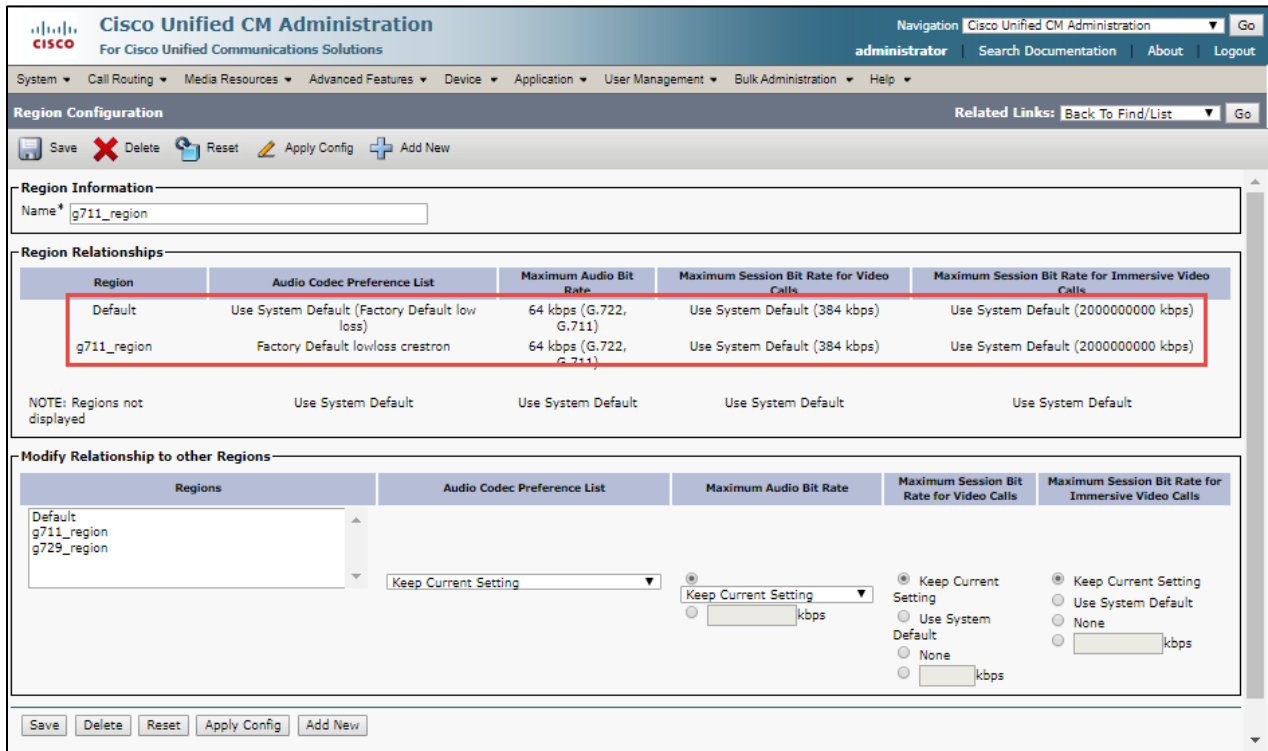 Cisco Unified CM Administration
For Cisco Unified Communications Solutions
CISCO
Navigation Cisco Unified CM Administration Go
administrator Search Documentation About Logout
System Call Routing Media Resources Advanced Features Device Application User Management Bulk Administration Help
Region Configuration
Related Links: Back To Find/List Go
Save Delete Reset Apply Config Add New
Region Information
Name* g711_region
Region Relationships
Region Audio Codec Preference List Maximum Audio Bit Rate Maximum Session Bit Rate for Video Calls Maximum Session Bit Rate for Immersive Video Calls
Default Use System Default (Factory Default low loss) 64 kbps (G.722, G.711) Use System Default (384 kbps) Use System Default (2000000000 kbps)
g711_region Factory Default lowloss crestron 64 kbps (G.722, G.711) Use System Default (384 kbps) Use System Default (2000000000 kbps)
NOTE: Regions not displayed Use System Default Use System Default Use System Default Use System Default
Modify Relationship to other Regions
Regions Audio Codec Preference List Maximum Audio Bit Rate Maximum Session Bit Rate for Video Calls Maximum Session Bit Rate for Immersive Video Calls
Default
g711_region
g729_region
Keep Current Setting
Keep Current Setting
kbps
Keep Current Setting
Use System Default
None
kbps
Keep Current Setting
Use System Default
None
kbps
Save Delete Reset Apply Config Add New